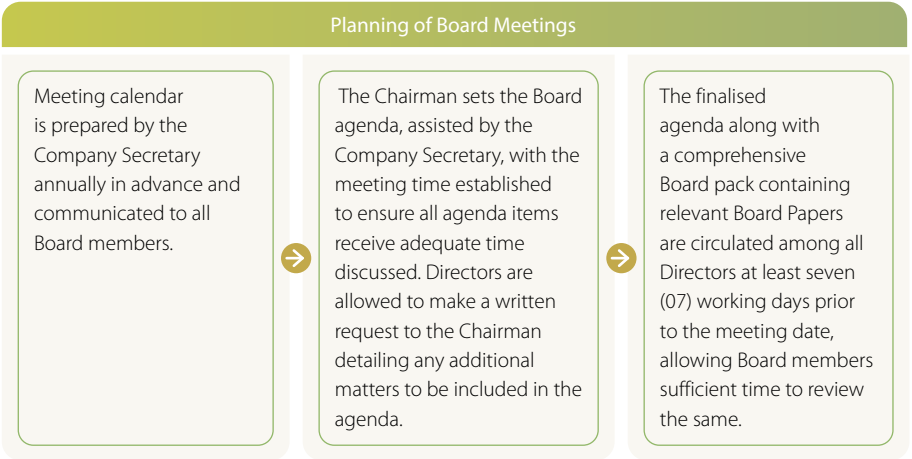 Planning of Board Meetings
Meeting calendar
is prepared by the
Company Secretary
annually in advance and
communicated to all
Board members.
The Chairman sets the Board
agenda, assisted by the
Company Secretary, with the
meeting time established
to ensure all agenda items
receive adequate time
discussed. Directors are
allowed to make a written
request to the Chairman
detailing any additional
matters to be included in the
agenda.
The finalised
agenda along with
a comprehensive
Board pack containing
relevant Board Papers
are circulated among all
Directors at least seven
(07) working days prior
to the meeting date,
allowing Board members
sufficient time to review
the same.